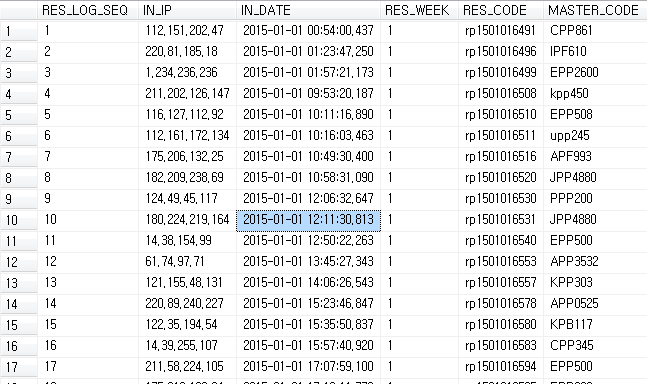 RES_LOG_SEQ IN_IP IN_DATE RES_WEEK RES_CODE MASTER_CODE
1 1 112,151,202,47 2015-01-01 00:54:00,437 1 rp1501016491 CPP861
2 2 220,81,185,18 2015-01-01 01:23:47,250 1 rp1501016496 IPF610
3 3 1,234,236,236 2015-01-01 01:57:21,173 1 rp1501016499 EPP2600
4 4 211,202,126,147 2015-01-01 09:53:20,187 1 rp1501016508 kpp450
5 5 116,127,112,92 2015-01-01 10:11:16,890 1 rp1501016510 EPP508
6 6 112,161,172,134 2015-01-01 10:16:03,463 1 rp1501016511 upp245
7 7 175,206,132,25 2015-01-01 10:49:30,400 1 rp1501016516 APF993
8 8 182,209,238,69 2015-01-01 10:58:31,090 1 rp1501016520 JPP4880
9 9 124,49,45,117 2015-01-01 12:06:32,647 1 rp1501016530 PPP200
10 10 180,224,219,164 2015-01-01 12:11:30,813 1 rp1501016531 JPP4880
11 11 14,38,154,99 2015-01-01 12:50:22,263 1 rp1501016540 EPP500
12 12 61,74,97,71 2015-01-01 13:45:27,343 1 rp1501016553 APP3532
13 13 121,155,48,131 2015-01-01 14:06:26,543 1 rp1501016557 KPP303
14 14 220,89,240,227 2015-01-01 15:23:46,847 1 rp1501016578 APP0525
15 15 122,35,194,54 2015-01-01 15:35:50,837 1 rp1501016580 KPB117
16 16 14,39,255,107 2015-01-01 15:57:40,920 1 rp1501016583 CPP345
17 17 211,58,224,105 2015-01-01 17:07:59,100 1 rp1501016594 EPP500